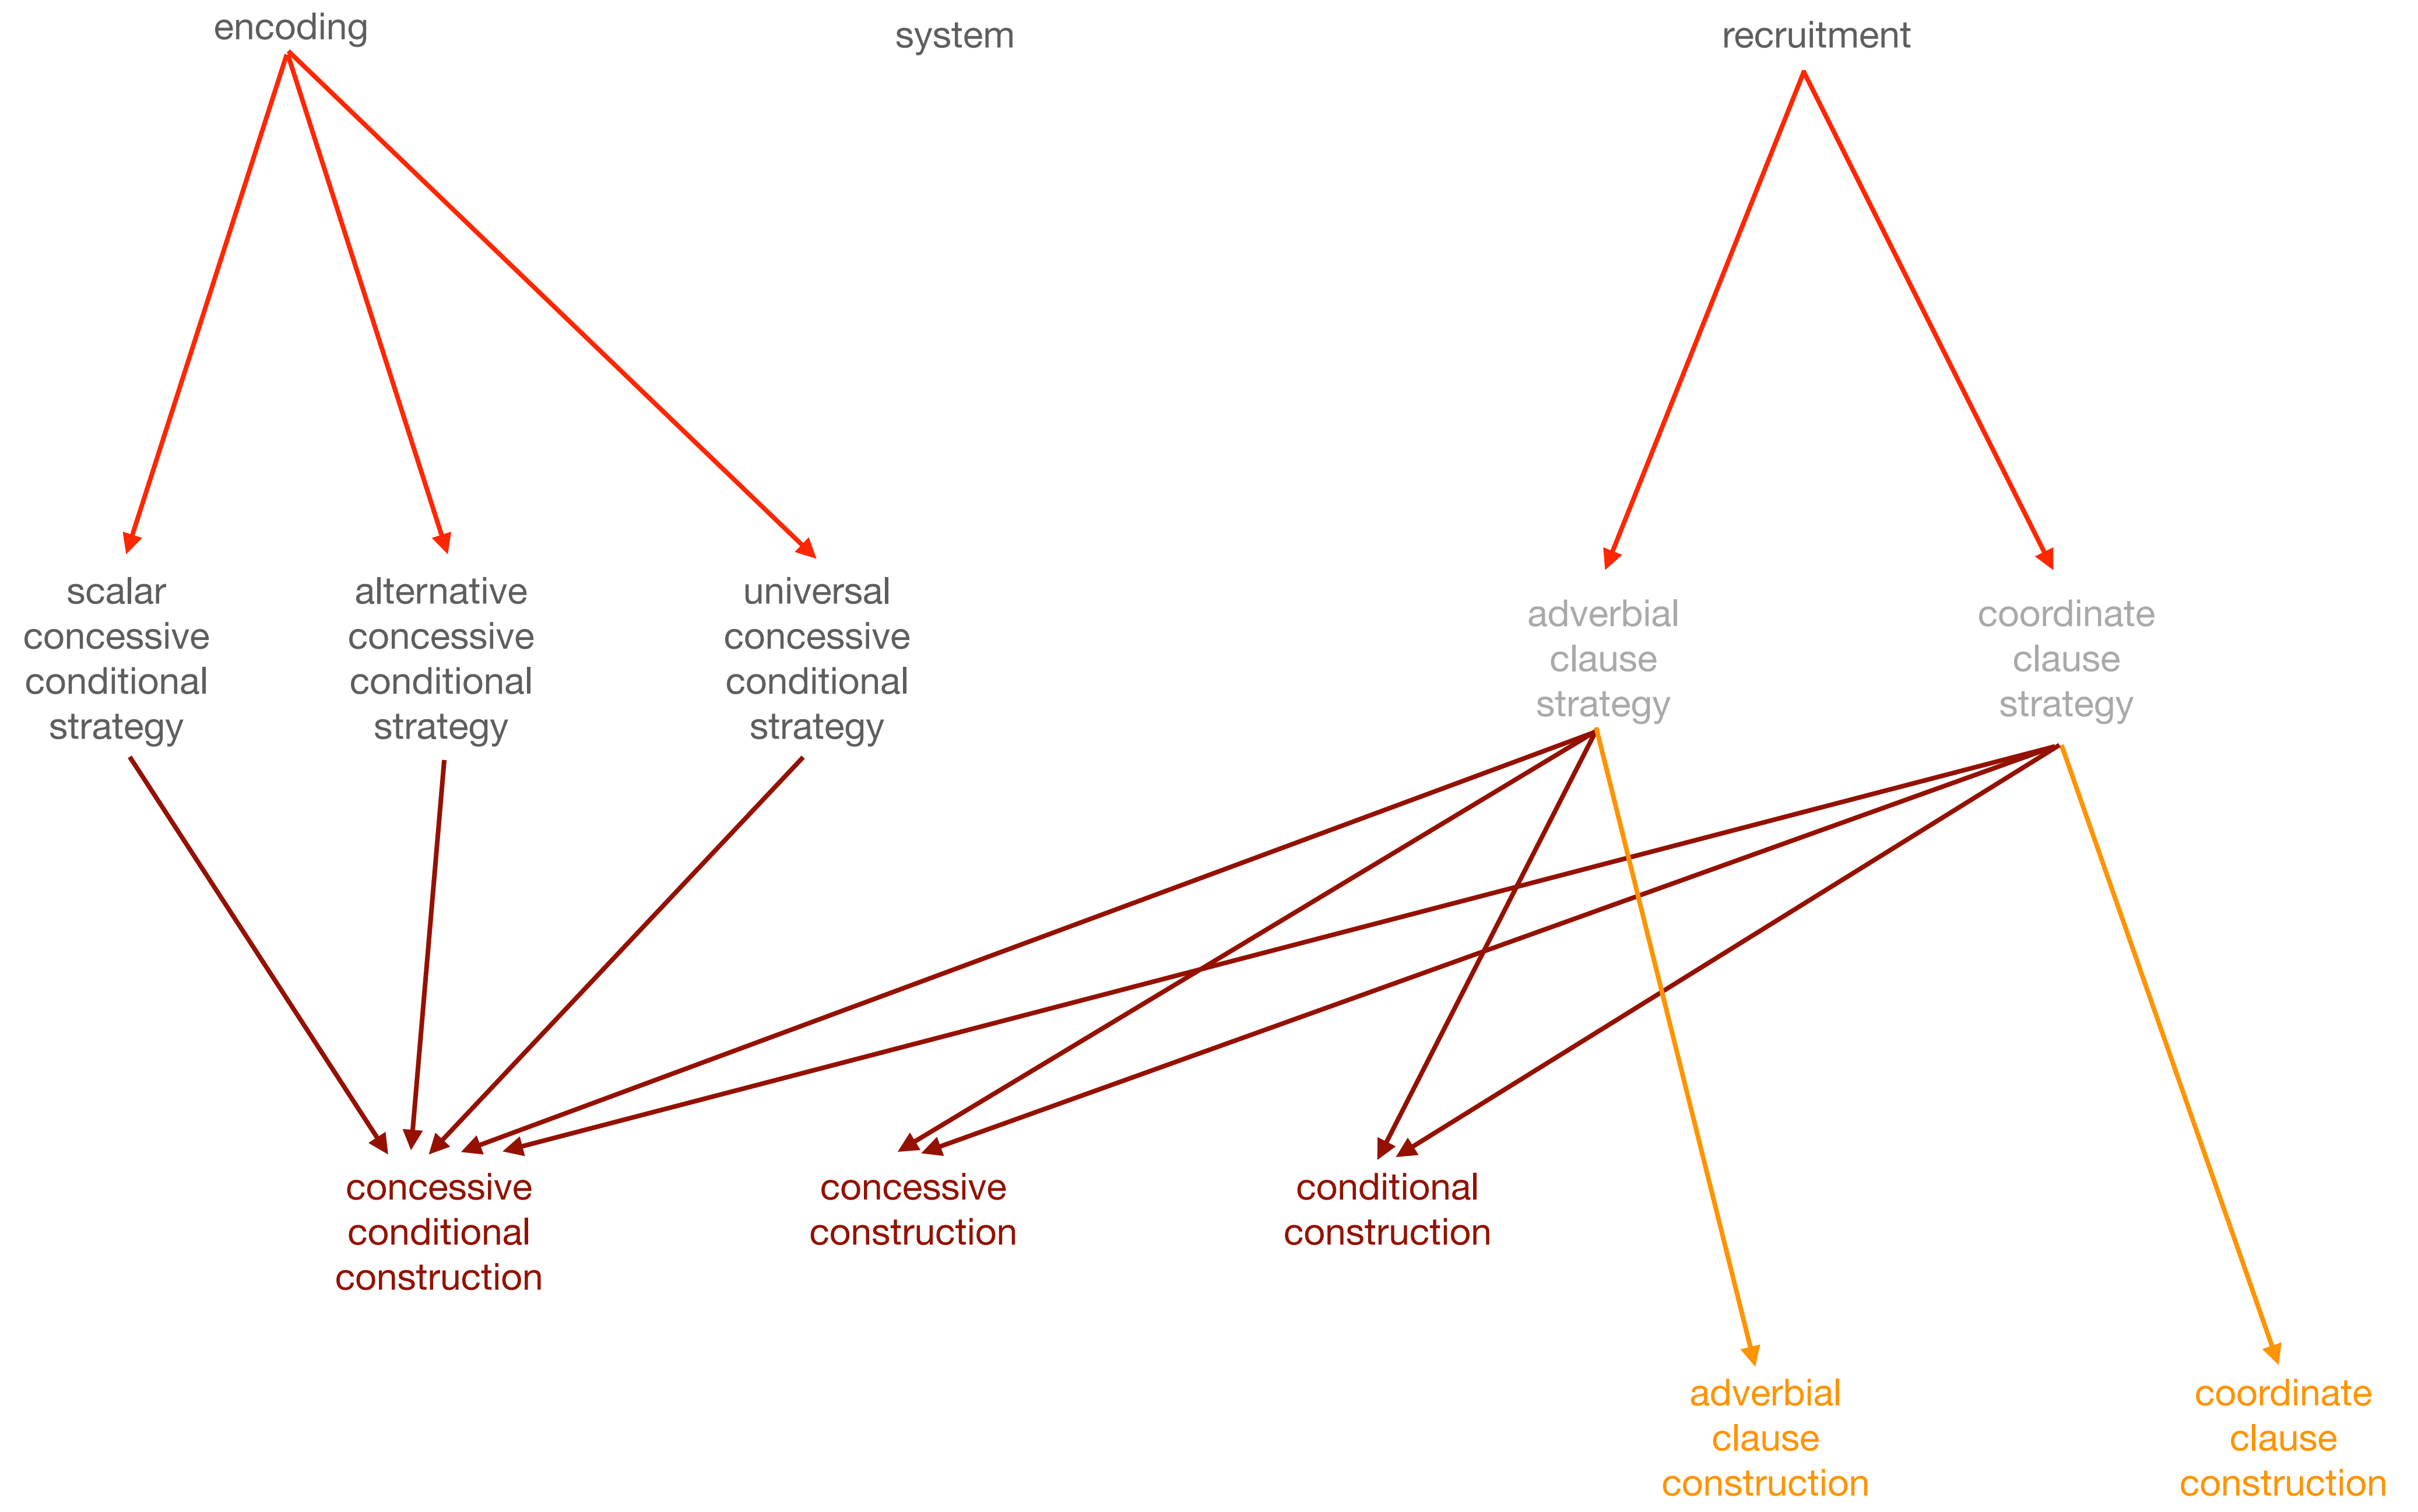 encoding
system
recruitment
scalar
concessive
conditional
strategy
alternative
concessive
conditional
strategy
universal
concessive
conditional
strategy
adverbial
clause
strategy
coordinate
clause
strategy
concessive
conditional
construction
concessive
construction
conditional
construction
adverbial
clause
construction
coordinate
clause
construction